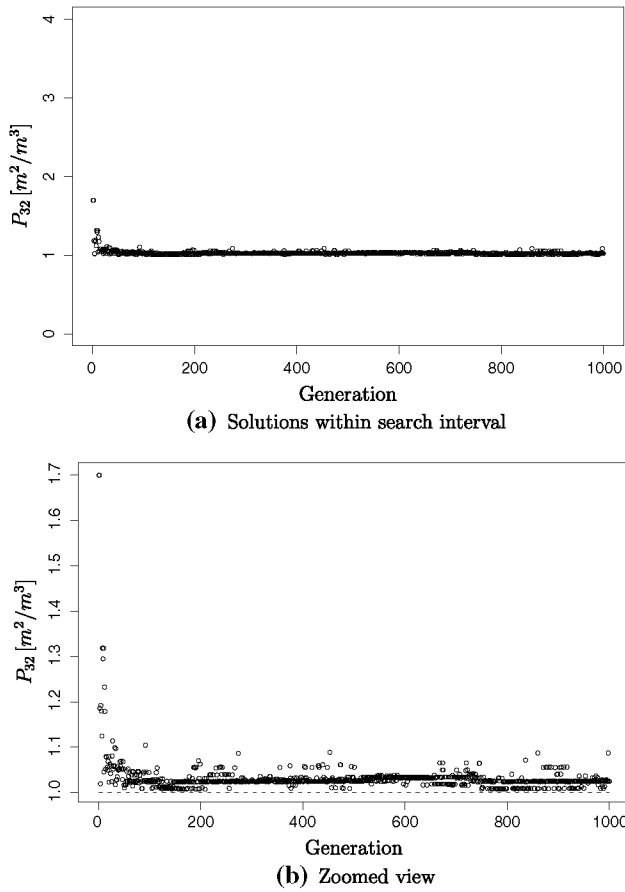 4
3
2
1
0
P32 [m²/m³]
0 200 400 600 800 1000
Generation
(a) Solutions within search interval
1.7
1.6
1.5
1.4
1.3
1.2
1.1
1.0
P32 [m²/m³]
0 200 400 600 800 1000
Generation
(b) Zoomed view